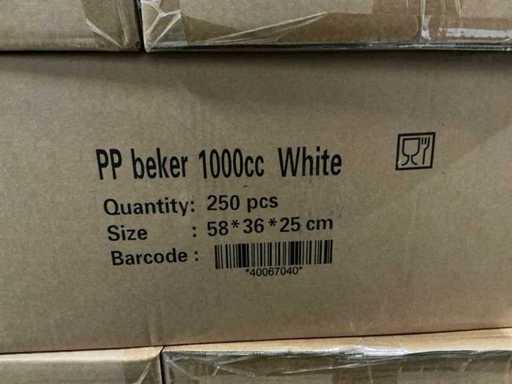 PP beker 1000cc White
Quantity: 250 pcs
Size : 58*36*25 cm
Barcode :
*40067040*